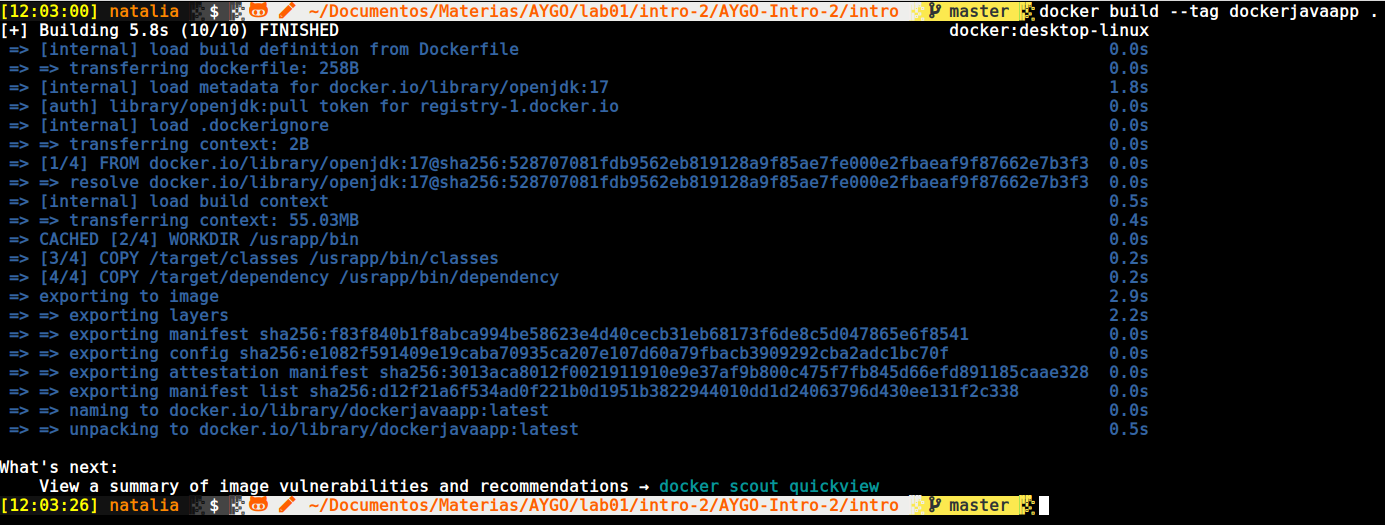 [12:03:00] natalia $ ~/Documentos/Materias/AYGO/lab01/intro-2/AYGO-Intro-2/intro master docker build --tag dockerjavaapp .
[+] Building 5.8s (10/10) FINISHED docker:desktop-linux
=> [internal] load build definition from Dockerfile 0.0s
=> => transferring dockerfile: 258B 0.0s
=> [internal] load metadata for docker.io/library/openjdk:17 1.8s
=> [auth] library/openjdk:pull token for registry-1.docker.io 0.0s
=> [internal] load .dockerignore 0.0s
=> => transferring context: 2B 0.0s
=> [1/4] FROM docker.io/library/openjdk:17@sha256:528707081fdb9562eb819128a9f85ae7fe000e2fbaeaf9f87662e7b3f3 0.0s
=> => resolve docker.io/library/openjdk:17@sha256:528707081fdb9562eb819128a9f85ae7fe000e2fbaeaf9f87662e7b3f3 0.0s
=> [internal] load build context 0.5s
=> => transferring context: 55.03MB 0.4s
=> CACHED [2/4] WORKDIR /usrapp/bin 0.0s
=> [3/4] COPY /target/classes /usrapp/bin/classes 0.2s
=> [4/4] COPY /target/dependency /usrapp/bin/dependency 0.2s
=> exporting to image 2.9s
=> => exporting layers 2.2s
=> => exporting manifest sha256:f83f840b1f8abca994be58623e4d40cecb31eb68173f6de8c5d047865e6f8541 0.0s
=> => exporting config sha256:e1082f591409e19caba70935ca207e107d60a79fbacb3909292cba2adc1bc70f 0.0s
=> => exporting attestation manifest sha256:3013aca8012f0021911910e9e37af9b800c475f7fb845d66efd891185caae328 0.0s
=> => exporting manifest list sha256:d12f21a6f534ad0f221b0d1951b3822944010dd1d24063796d430ee131f2c338 0.0s
=> => naming to docker.io/library/dockerjavaapp:latest 0.0s
=> => unpacking to docker.io/library/dockerjavaapp:latest 0.5s
What's next:
View a summary of image vulnerabilities and recommendations → docker scout quickview
[12:03:26] natalia $ ~/Documentos/Materias/AYGO/lab01/intro-2/AYGO-Intro-2/intro master